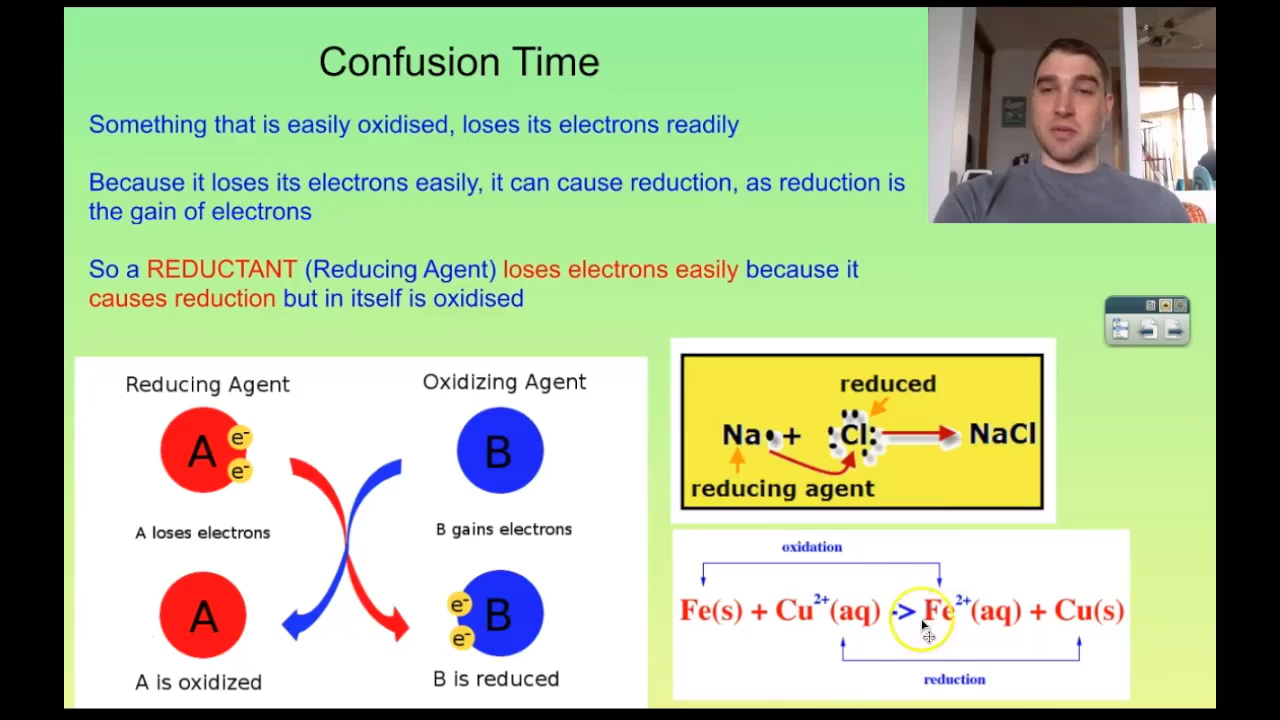 Confusion Time
Something that is easily oxidised, loses its electrons readily
Because it loses its electrons easily, it can cause reduction, as reduction is
the gain of electrons
So a REDUCTANT (Reducing Agent) loses electrons easily because it
causes reduction but in itself is oxidised
Reducing Agent
Oxidizing Agent
A
e-
e-
B
A loses electrons
B gains electrons
A
e-
e-
B
A is oxidized
B is reduced
reduced
Na + Cl: NaCl
reducing agent
oxidation
Fe(s) + Cu2+(aq) -> Fe2+(aq) + Cu(s)
reduction